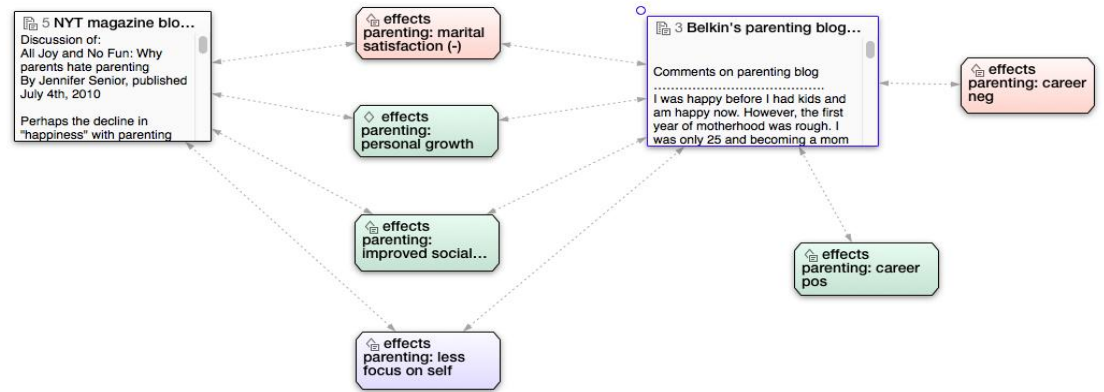 5 NYT magazine blo...
Discussion of:
All Joy and No Fun: Why
parents hate parenting
By Jennifer Senior, published
July 4th, 2010
Perhaps the decline in
"happiness" with parenting
effects
parenting: marital
satisfaction (-)
effects
parenting:
personal growth
effects
parenting:
improved social...
effects
parenting: less
focus on self
3 Belkin's parenting blog...
Comments on parenting blog
......................................
I was happy before I had kids and
am happy now. However, the first
year of motherhood was rough. I
was only 25 and becoming a mom
effects
parenting: career
neg
effects
parenting: career
pos